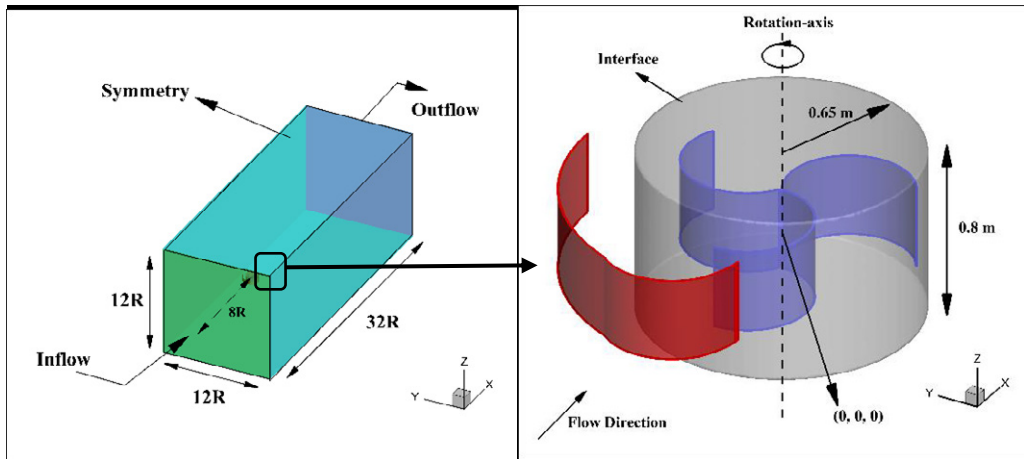 Symmetry
Outflow
12R
8R
32R
Inflow
12R
Z
Y
X
Rotation-axis
Interface
0.65 m
0.8 m
Z
Y
X
(0, 0, 0)
Flow Direction